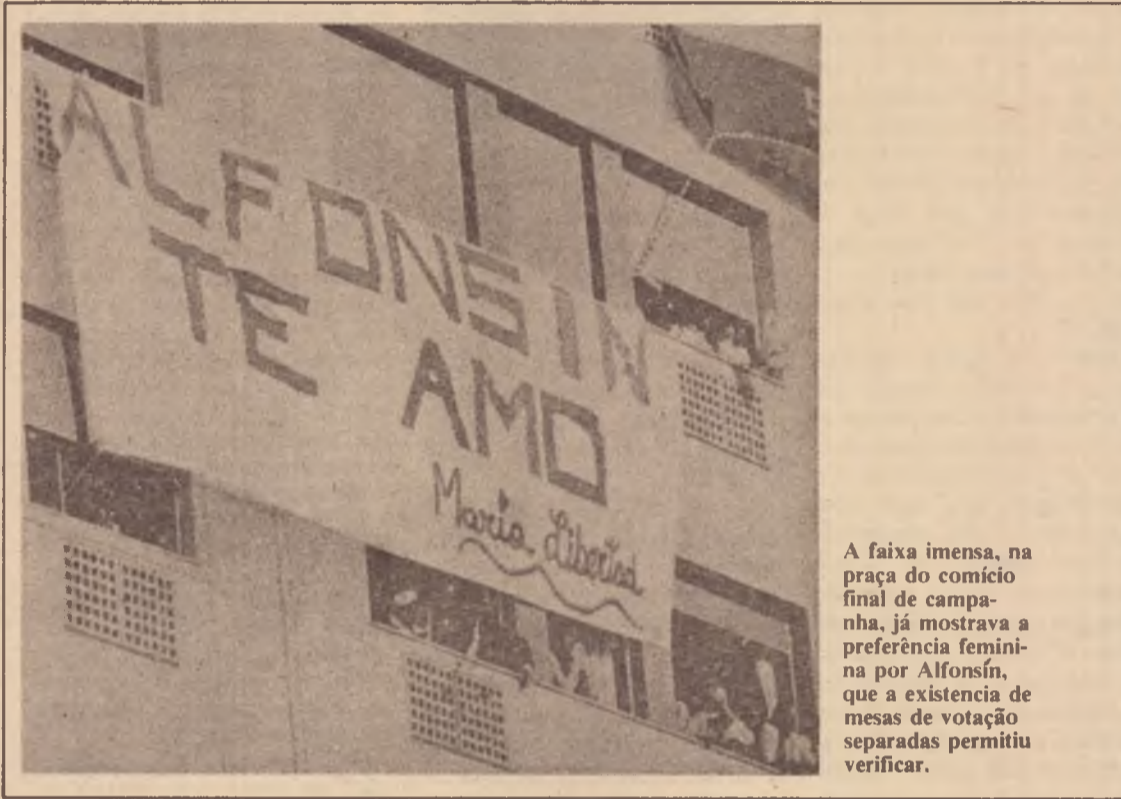 ALFONSIN
TE AMO
Maria Libertad
A faixa imensa, na
praça do comício
final de campa-
nha, já mostrava a
preferência femini-
na por Alfonsín,
que a existencia de
mesas de votação
separadas permitiu
verificar.